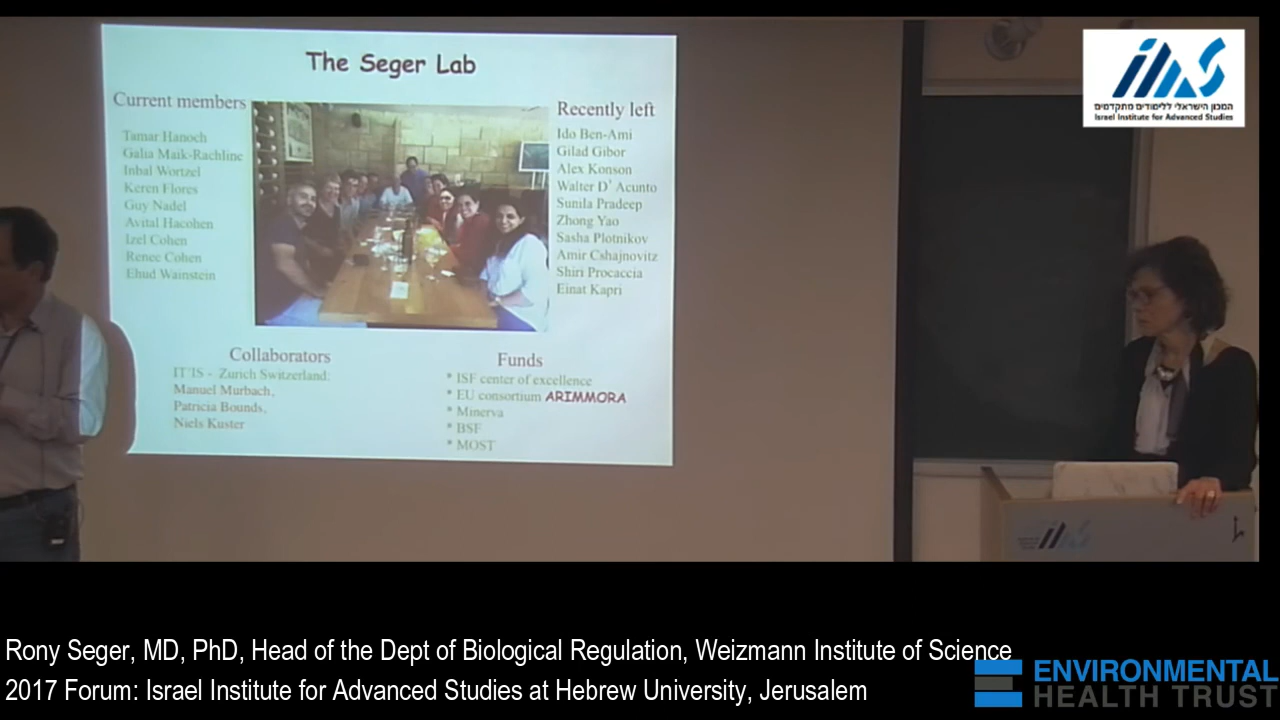 The Seger Lab
Current members
Tamar Hanoch
Galia Maik-Rachline
Inbal Wortzel
Keren Flores
Guy Nadel
Avital Hacohen
Izel Cohen
Renee Cohen
Ehud Wainstein
Recently left
Ido Ben-Ami
Gilad Gibor
Alex Konson
Walter D' Acunto
Sunila Pradeep
Zhong Yao
Sasha Plotnikov
Amir Cshajnovitz
Shiri Procaccia
Einat Kapri
Collaborators
IT'IS - Zurich Switzerland:
Manuel Murbach,
Patricia Bounds,
Niels Kuster
Funds
* ISF center of excellence
* EU consortium ARIMMORA
* Minerva
* BSF
* MOST
iias
המכון הישראלי ללימודים מתקדמים
Israel Institute for Advanced Studies
Rony Seger, MD, PhD, Head of the Dept of Biological Regulation, Weizmann Institute of Science
2017 Forum: Israel Institute for Advanced Studies at Hebrew University, Jerusalem
ENVIRONMENTAL
HEALTH TRUST